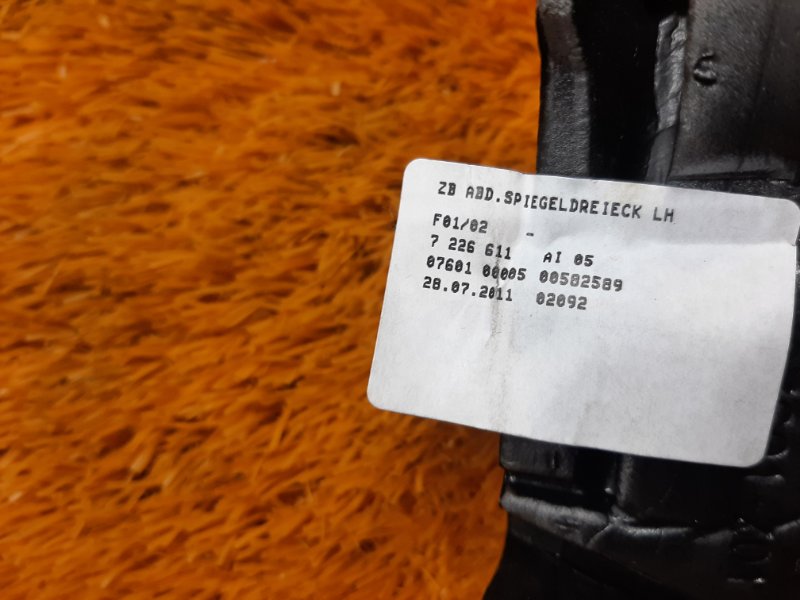 ZB ABD.SPIEGELDREIECK LH
F01/02 -
7 226 611 AI 05
07601 00005 00582589
28.07.2011 02092